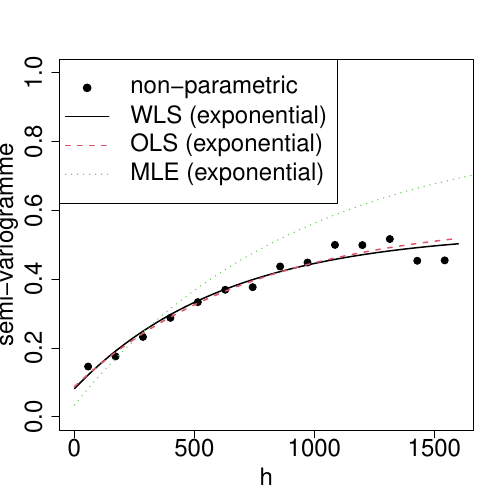 non−parametric
WLS (exponential)
OLS (exponential)
MLE (exponential)
semi−variogramme
0.0 0.2 0.4 0.6 0.8 1.0
0 500 1000 1500
h